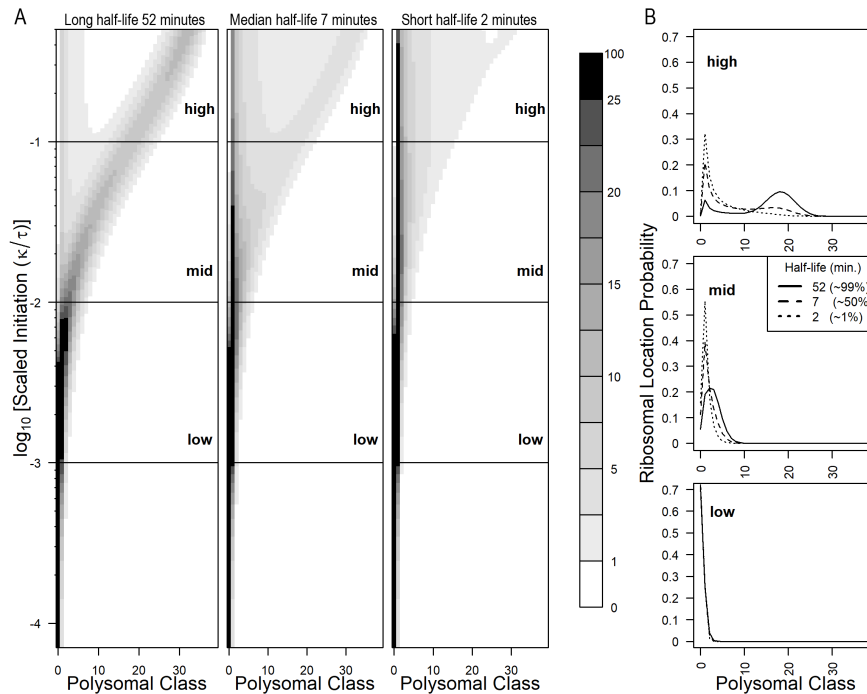 A
Long half-life 52 minutes
Median half-life 7 minutes
Short half-life 2 minutes
B
log10 [Scaled Initiation (κ/τ)]
-1
-2
-3
-4
high
mid
low
high
mid
low
high
mid
low
0 10 20 30
0 10 20 30
0 10 20 30
Polysomal Class
Polysomal Class
Polysomal Class
100
25
20
15
10
5
1
0
Ribosomal Location Probability
0.7
0.6
0.5
0.4
0.3
0.2
0.1
0
high
0 10 20 30
0.7
0.6
0.5
0.4
0.3
0.2
0.1
0
mid
Half-life (min.)
52 (~99%)
7 (~50%
2 (~1%)
0 10 20 30
0.7
0.6
0.5
0.4
0.3
0.2
0.1
0
low
0 10 20 30
Polysomal Class